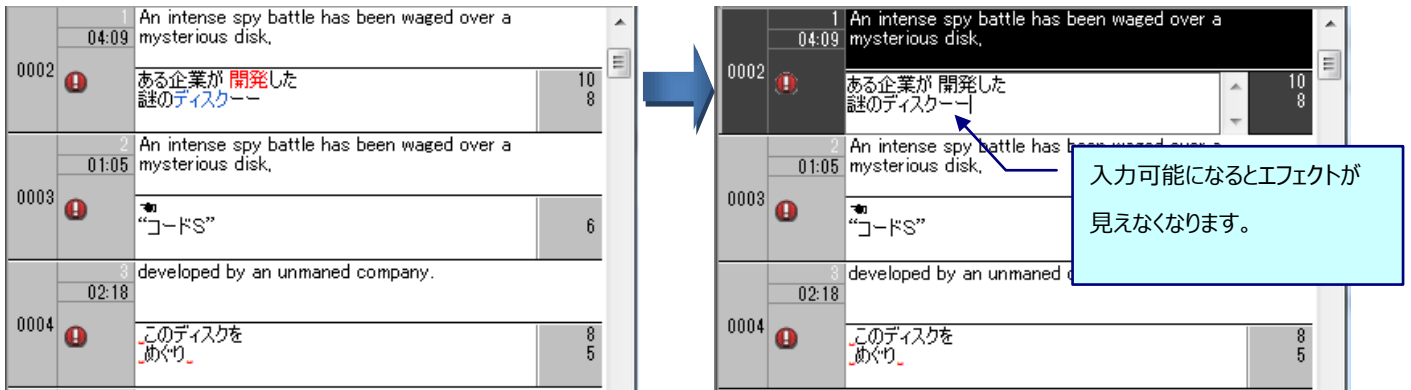 1
An intense spy battle has been waged over a
04:09
mysterious disk,
0002
ある企業が 開発した
10
謎のディスクーー
8
2
An intense spy battle has been waged over a
01:05
mysterious disk,
0003
“コードS”
6
3
developed by an unmaned company.
02:18
0004
_このディスクを
8
_めぐり_
5
1
An intense spy battle has been waged over a
04:09
mysterious disk,
0002
ある企業が 開発した
10
謎のディスクーー
8
2
An intense spy battle has
01:05
mysterious disk,
0003
“コードS”
3
developed by an unmaned
02:18
0004
_このディスクを
8
_めぐり_
5
入力可能になるとエフェクトが
見えなくなります。